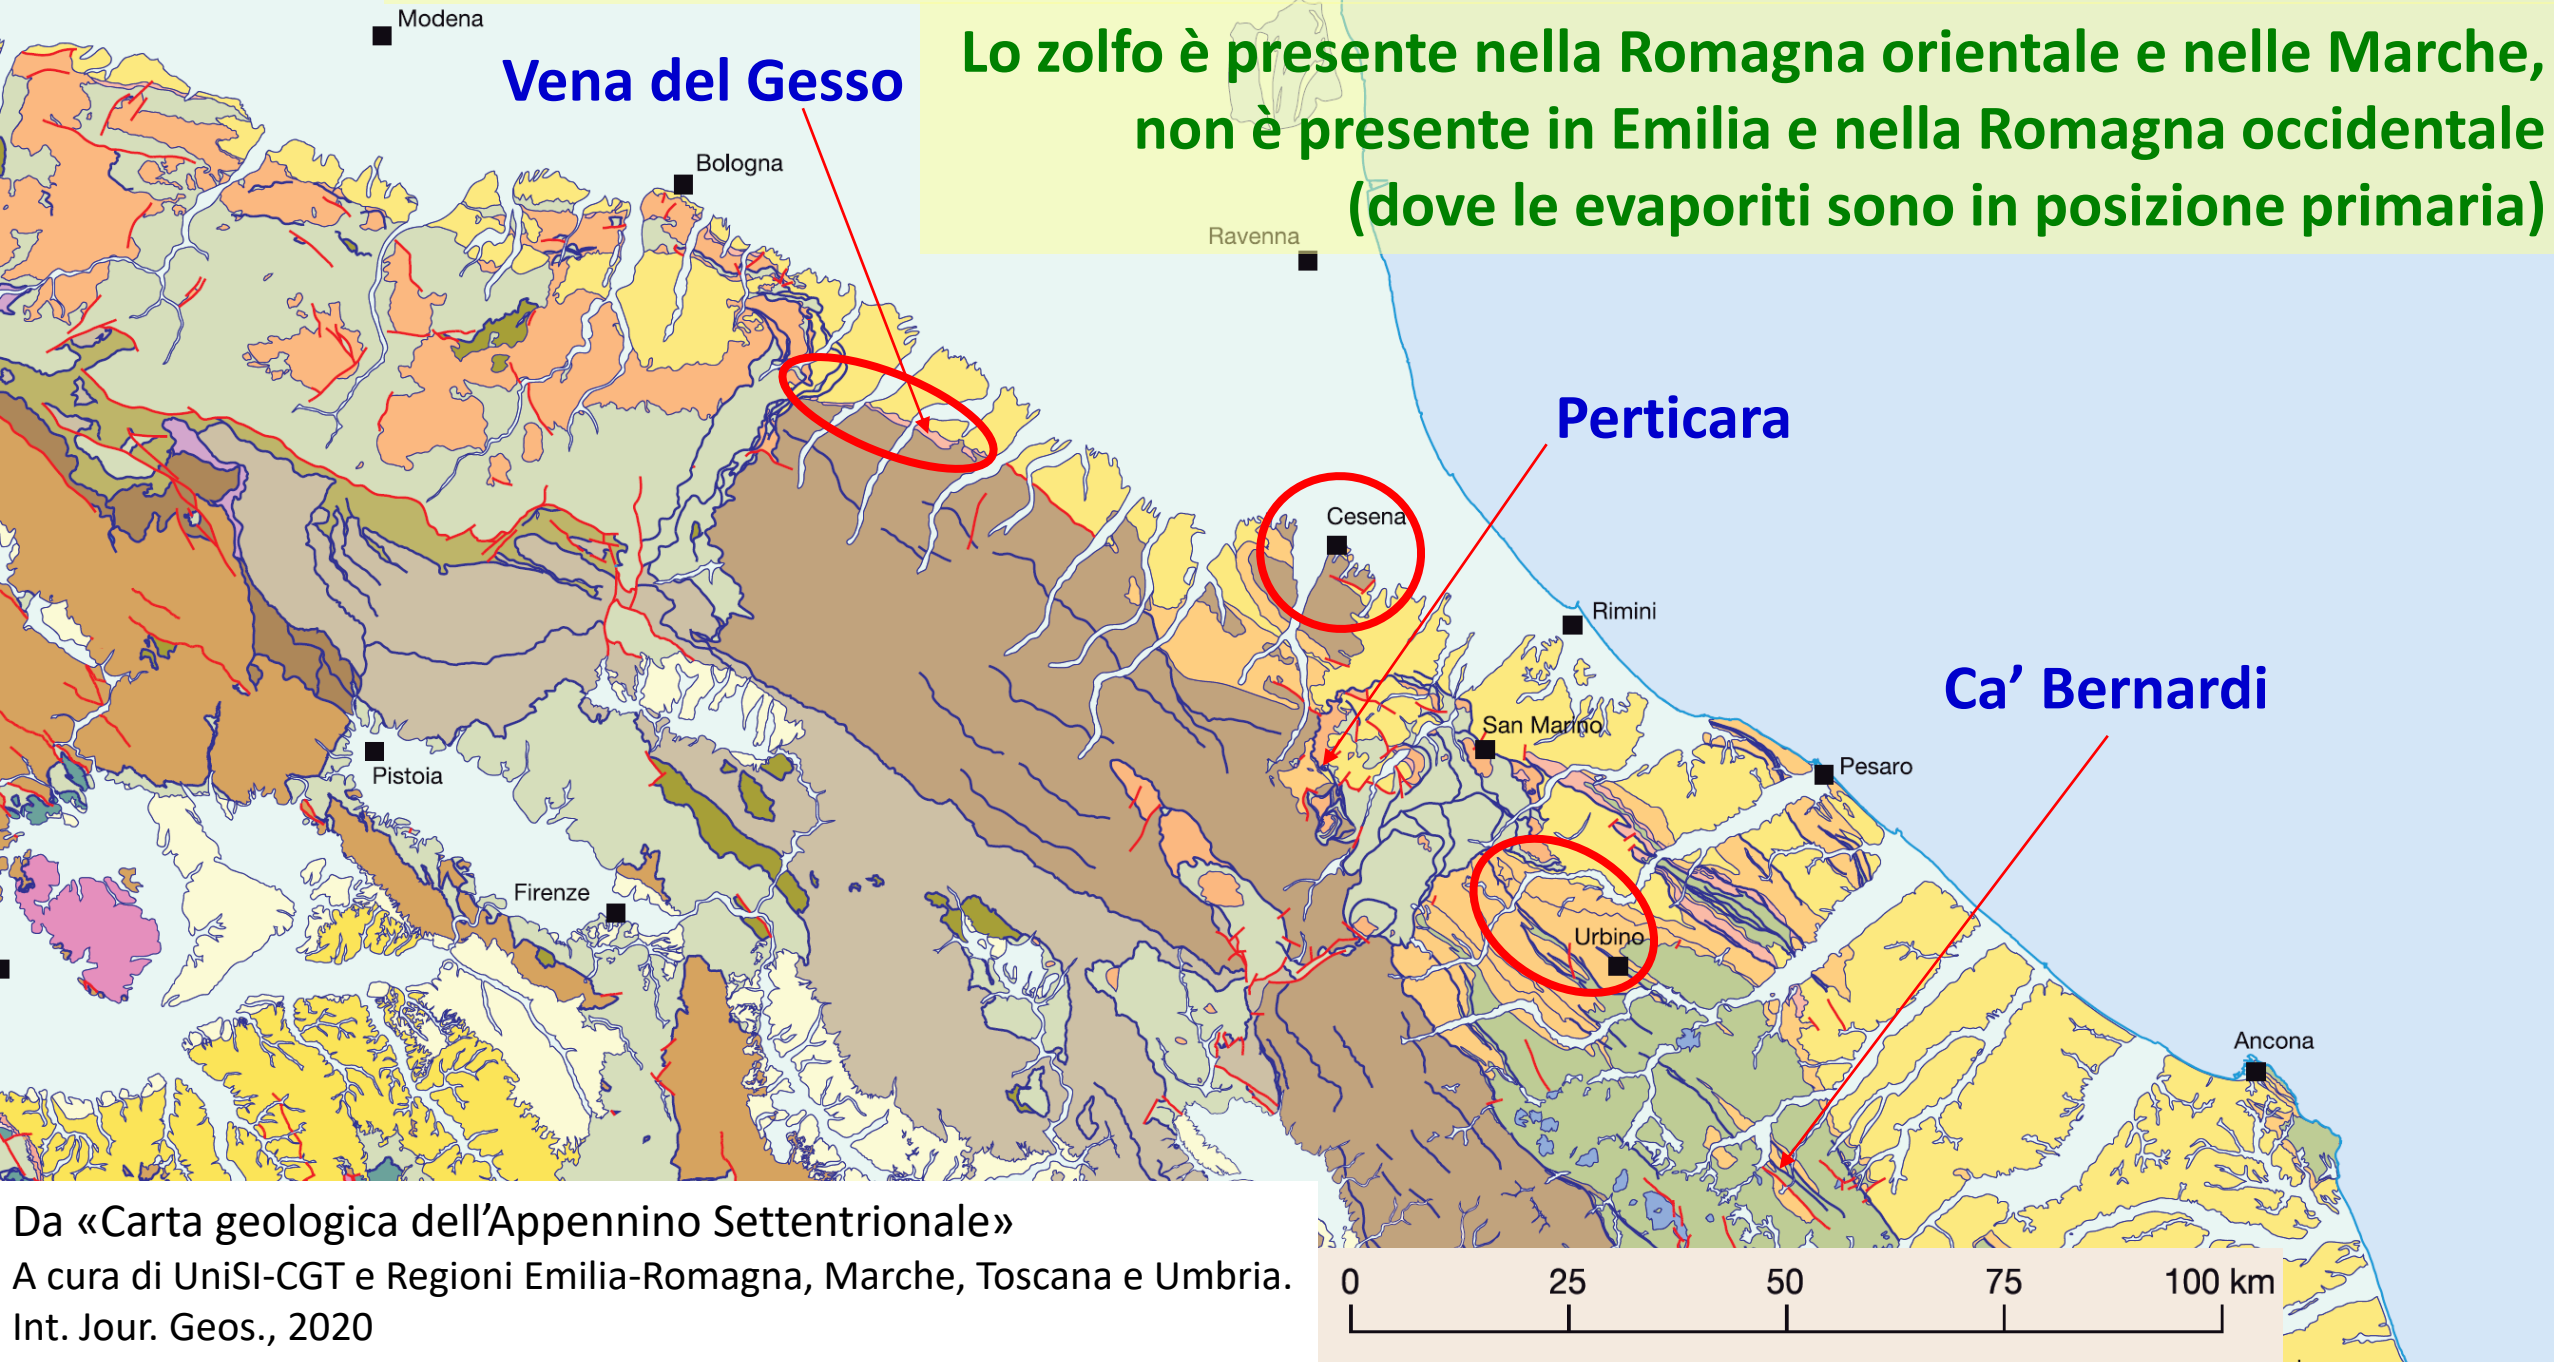 Modena
Vena del Gesso
Lo zolfo è presente nella Romagna orientale e nelle Marche,
non è presente in Emilia e nella Romagna occidentale
(dove le evaporiti sono in posizione primaria)
Bologna
Ravenna
Perticara
Cesena
Rimini
Ca’ Bernardi
San Marino
Pesaro
Pistoia
Firenze
Urbino
Ancona
Da «Carta geologica dell’Appennino Settentrionale»
A cura di UniSI-CGT e Regioni Emilia-Romagna, Marche, Toscana e Umbria.
Int. Jour. Geos., 2020
0 25 50 75 100 km